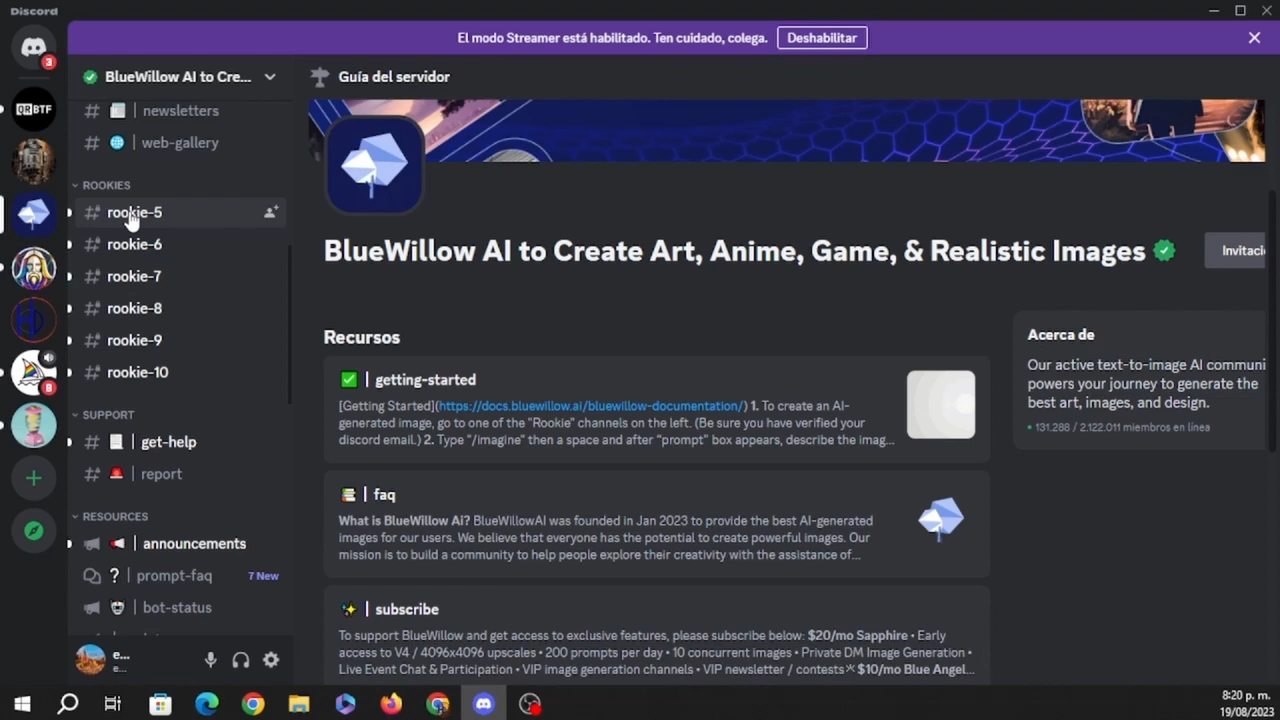 Discord
El modo Streamer está habilitado. Ten cuidado, colega.
Deshabilitar
3
QRBTF
8
BlueWillow AI to Cre...
newsletters
web-gallery
ROOKIES
rookie-5
rookie-6
rookie-7
rookie-8
rookie-9
rookie-10
SUPPORT
get-help
report
RESOURCES
announcements
prompt-faq 7 New
bot-status
e...
e...
Guía del servidor
BlueWillow AI to Create Art, Anime, Game, & Realistic Images
Invitaci
Recursos
getting-started
[Getting Started](https://docs.bluewillow.ai/bluewillow-documentation/) 1. To create an AI-
generated image, go to one of the "Rookie" channels on the left. (Be sure you have verified your
discord email.) 2. Type "/imagine" then a space and after "prompt" box appears, describe the imag...
faq
What is BlueWillow Ai? BlueWillowAI was founded in Jan 2023 to provide the best AI-generated
images for our users. We believe that everyone has the potential to create powerful images. Our
mission is to build a community to help people explore their creativity with the assistance of...
subscribe
To support BlueWillow and get access to exclusive features, please subscribe below: $20/mo Sapphire • Early
access to V4 / 4096x4096 upscales • 200 prompts per day • 10 concurrent images • Private DM Image Generation •
Live Event Chat & Participation • VIP image generation channels • VIP newsletter / contests※ $10/mo Blue Angel...
Acerca de
Our active text-to-image AI communi
powers your journey to generate the
best art, images, and design.
131.288 / 2.122.011 miembros en línea
8:20 p. m.
19/08/2023